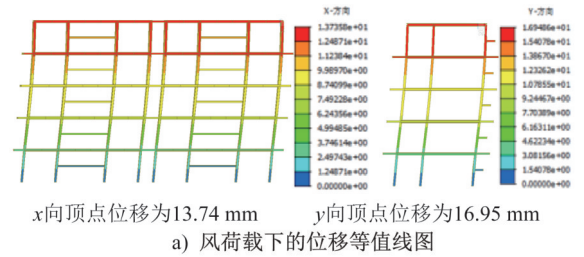 X-方向
1.37358e+01
1.24871e+01
1.12384e+01
9.98970e+00
8.74099e+00
7.49228e+00
6.24356e+00
4.99485e+00
3.74614e+00
2.49743e+00
1.24871e+00
0.00000e+00
Y-方向
1.69486e+01
1.54078e+01
1.38670e+01
1.23262e+01
1.07855e+01
9.24467e+00
7.70389e+00
6.16311e+00
4.62234e+00
3.08156e+00
1.54078e+00
0.00000e+00
x向顶点位移为13.74 mm
y向顶点位移为16.95 mm
a) 风荷载下的位移等值线图